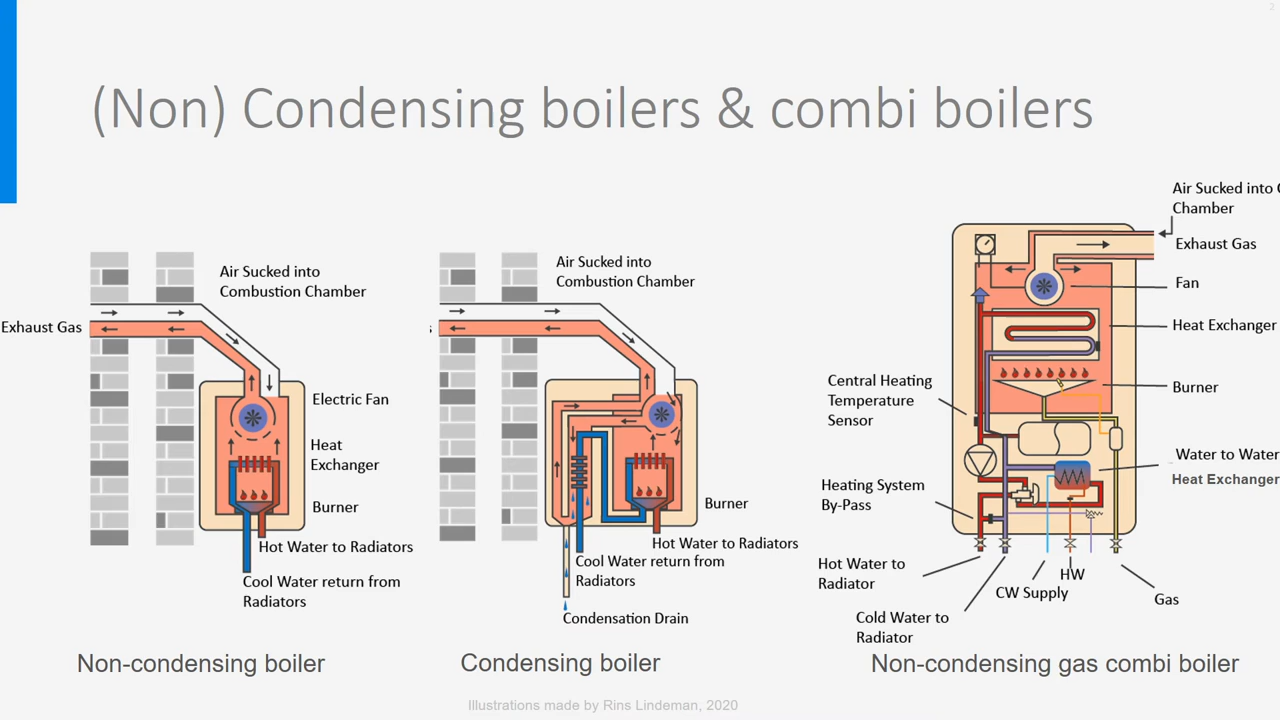 2
(Non) Condensing boilers & combi boilers
Air Sucked into
Combustion Chamber
Exhaust Gas
Electric Fan
Heat
Exchanger
Burner
Hot Water to Radiators
Cool Water return from
Radiators
Non-condensing boiler
Air Sucked into
Combustion Chamber
Burner
Hot Water to Radiators
Cool Water return from
Radiators
Condensation Drain
Condensing boiler
Air Sucked into
Chamber
Exhaust Gas
Fan
Heat Exchanger
Burner
Central Heating
Temperature
Sensor
Water to Water
Heat Exchanger
Heating System
By-Pass
Hot Water to
Radiator
HW
CW Supply
Gas
Cold Water to
Radiator
Non-condensing gas combi boiler
Illustrations made by Rins Lindeman, 2020